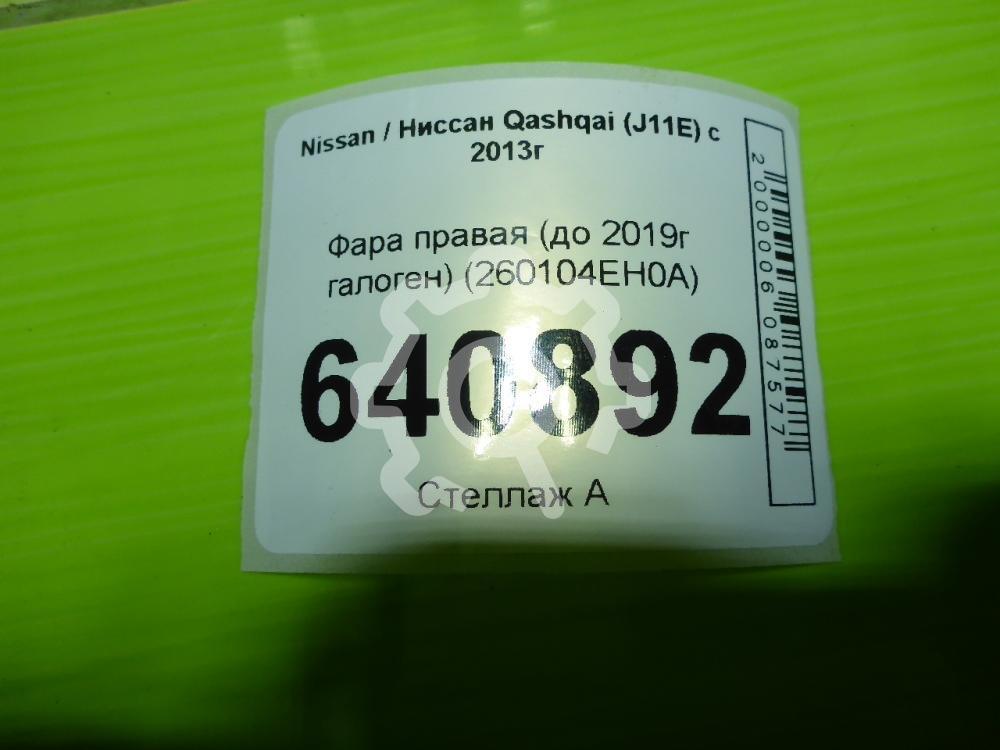 Nissan / Ниссан Qashqai (J11E) с
2013г
Фара правая (до 2019г
галоген) (260104EH0A)
640892
Стеллаж А
2000006087577